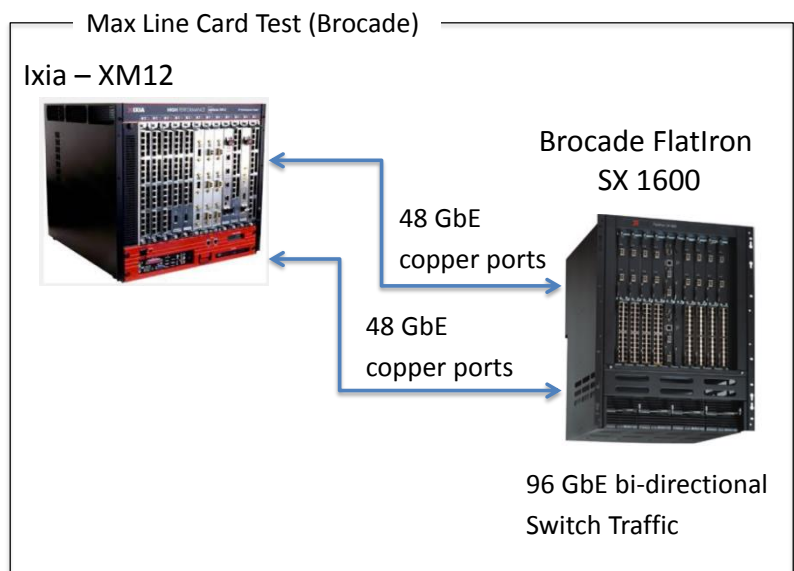 Max Line Card Test (Brocade)
Ixia – XM12
IXIA
Brocade FlatIron
SX 1600
48 GbE
copper ports
48 GbE
copper ports
96 GbE bi-directional
Switch Traffic